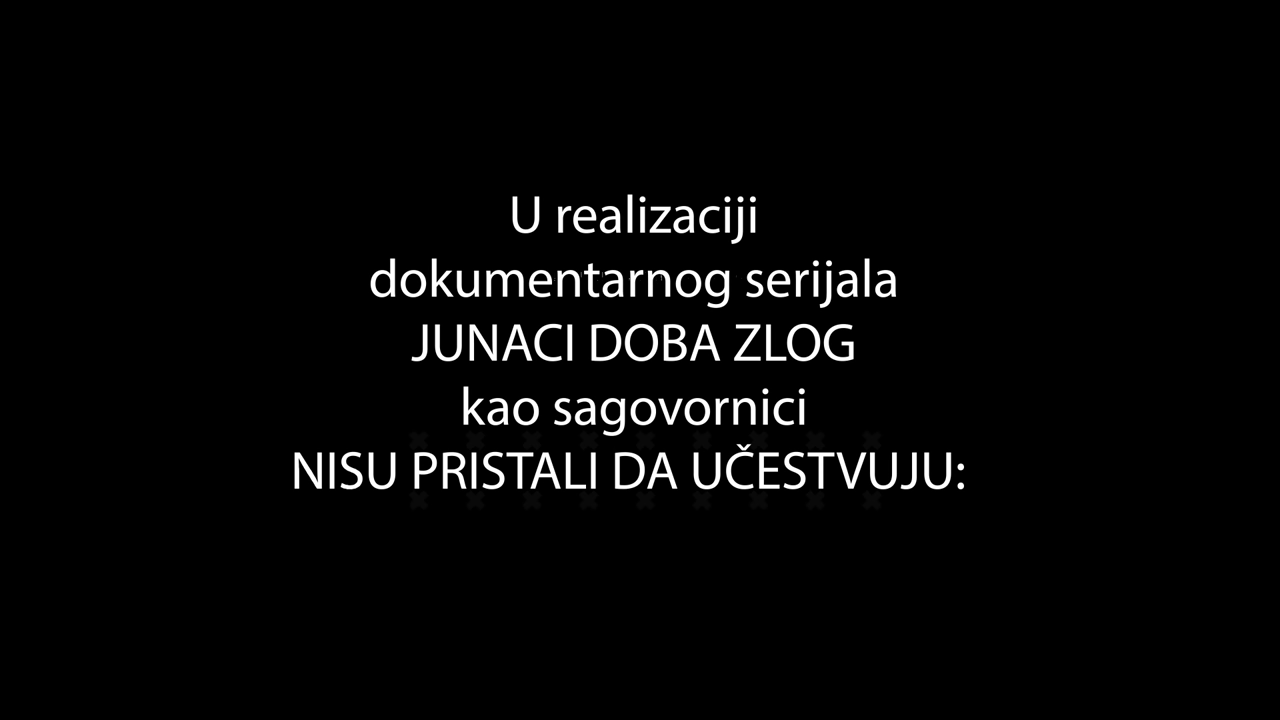 U realizaciji
dokumentarnog serijala
JUNACI DOBA ZLOG
kao sagovornici
NISU PRISTALI DA UČESTVUJU: